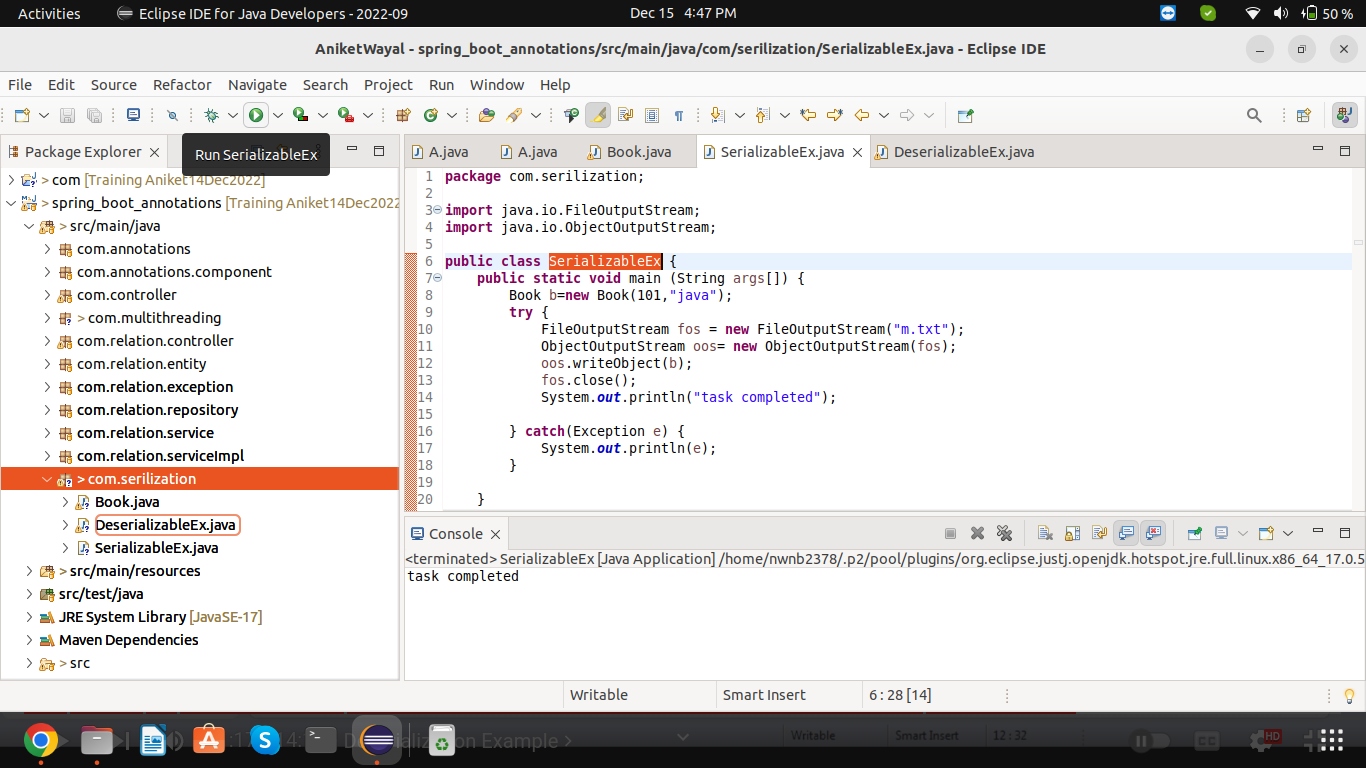 Activities Eclipse IDE for Java Developers - 2022-09 Dec 15 4:47 PM 50 %
AniketWayal - spring_boot_annotations/src/main/java/com/serilization/SerializableEx.java - Eclipse IDE
File Edit Source Refactor Navigate Search Project Run Window Help
Run SerializableEx
Package Explorer
> com [Training Aniket14Dec2022]
> spring_boot_annotations [Training Aniket14Dec2022
> src/main/java
com.annotations
com.annotations.component
com.controller
> com.multithreading
com.relation.controller
com.relation.entity
com.relation.exception
com.relation.repository
com.relation.service
com.relation.serviceImpl
> com.serilization
Book.java
DeserializableEx.java
SerializableEx.java
> src/main/resources
src/test/java
JRE System Library [JavaSE-17]
Maven Dependencies
> src
A.java A.java Book.java SerializableEx.java DeserializableEx.java
1 package com.serilization;
2
3 import java.io.FileOutputStream;
4 import java.io.ObjectOutputStream;
5
6 public class SerializableEx {
7 public static void main (String args[]) {
8 Book b=new Book(101,"java");
9 try {
10 FileOutputStream fos = new FileOutputStream("m.txt");
11 ObjectOutputStream oos= new ObjectOutputStream(fos);
12 oos.writeObject(b);
13 fos.close();
14 System.out.println("task completed");
15
16 } catch(Exception e) {
17 System.out.println(e);
18 }
19
20 }
Console
<terminated> SerializableEx [Java Application] /home/nwnb2378/.p2/pool/plugins/org.eclipse.justj.openjdk.hotspot.jre.full.linux.x86_64_17.0.5
task completed
Writable Smart Insert 6 : 28 [14]
Example > Writable Smart Insert 12 : 32 CC HD